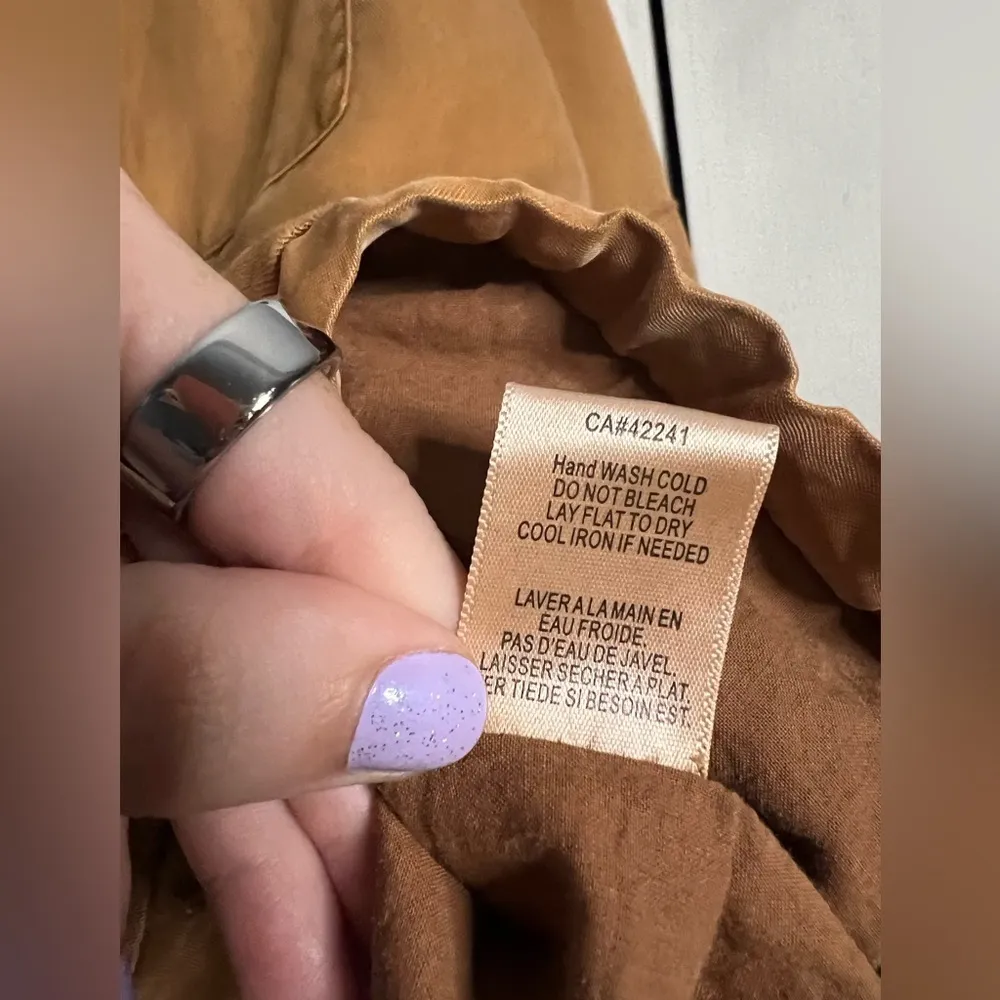 CA#42241
Hand WASH COLD
DO NOT BLEACH
LAY FLAT TO DRY
COOL IRON IF NEEDED
LAVER A LA MAIN EN
EAU FROIDE
PAS D'EAU DE JAVEL
LAISSER SECHER A PLAT
TIEDE SI BESOIN EST.